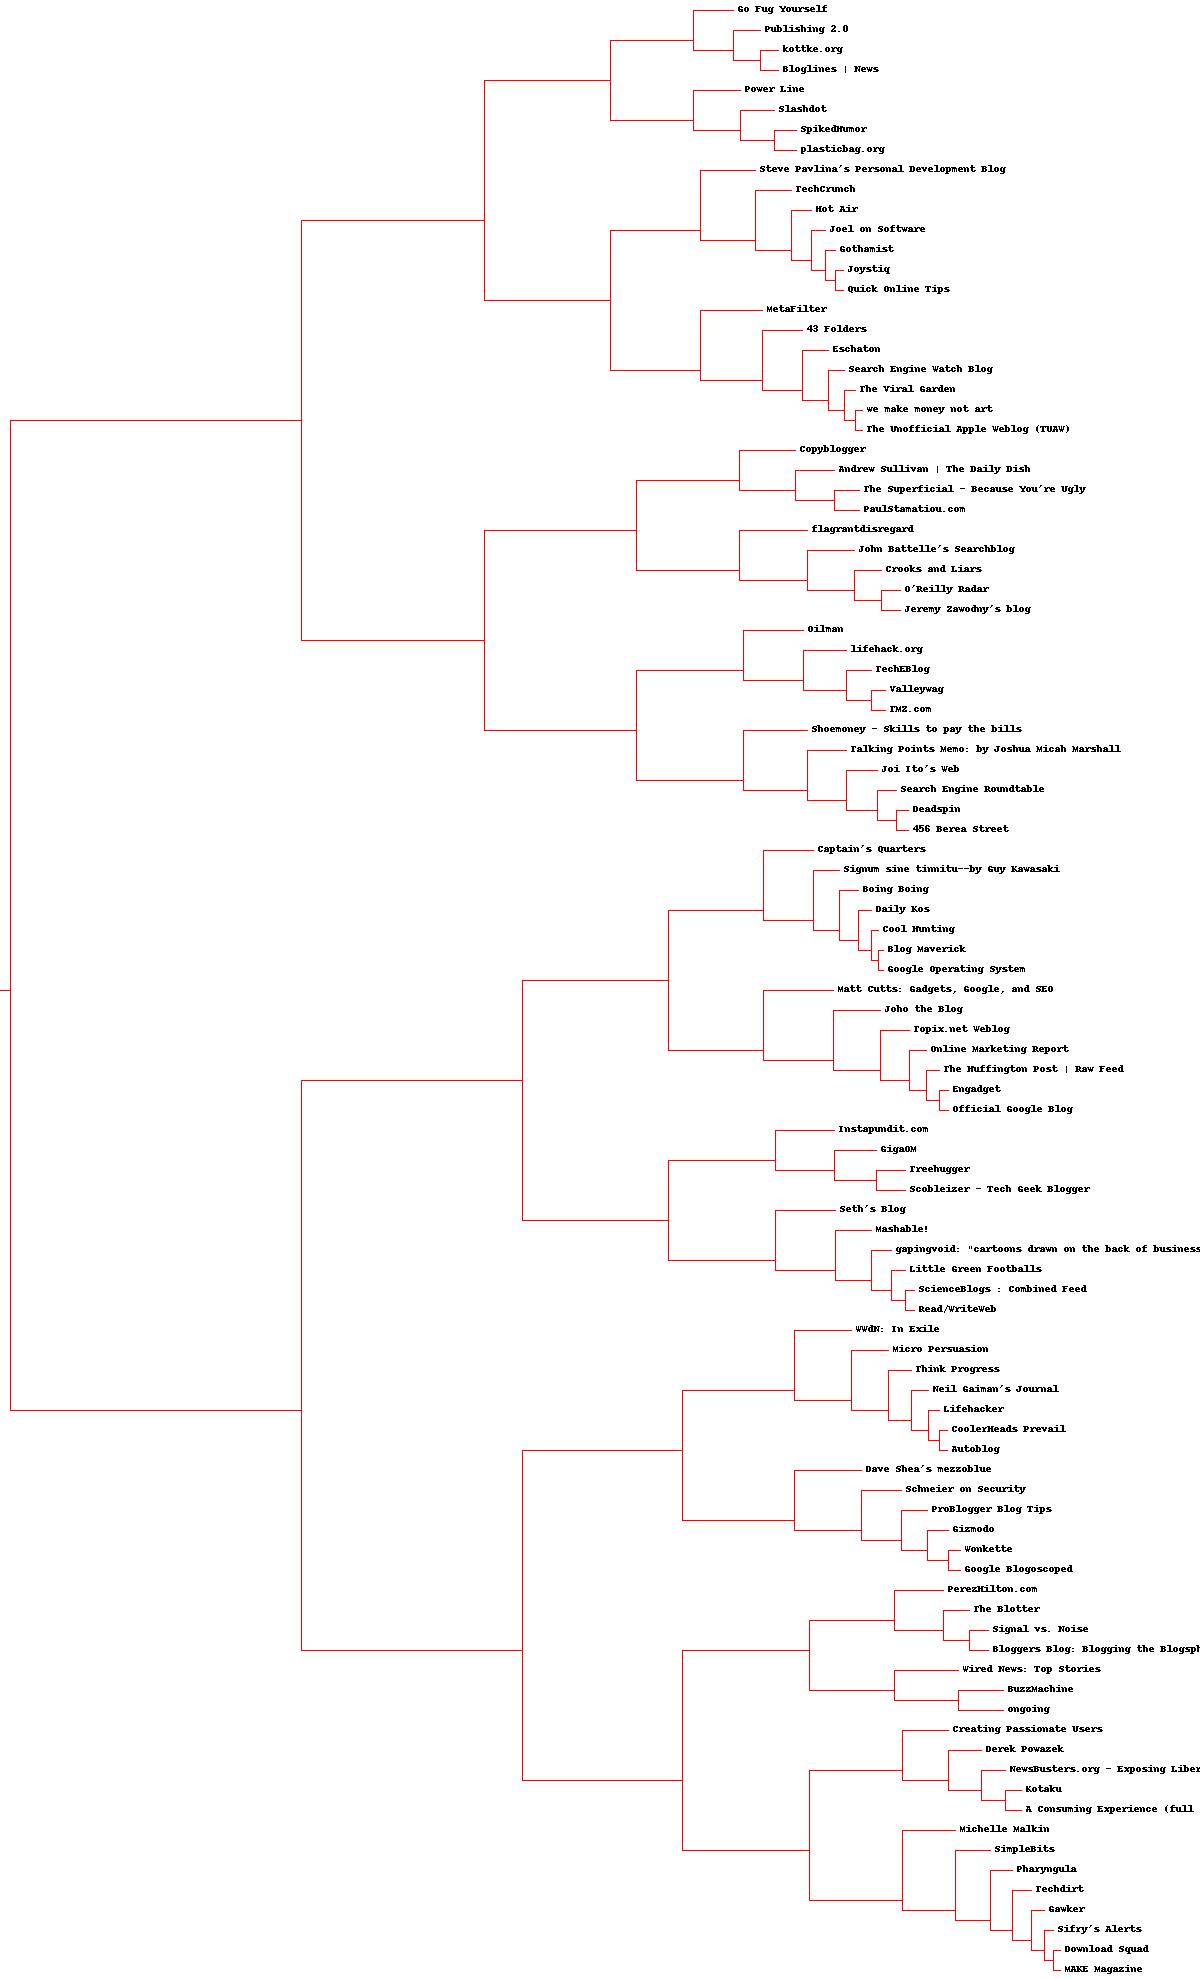 Go Fug Yourself
Publishing 2.0
kottke.org
Bloglines | News
Power Line
Slashdot
SpikedHumor
plasticbag.org
Steve Pavlina's Personal Development Blog
TechCrunch
Hot Air
Joel on Software
Gothamist
Joystiq
Quick Online Tips
MetaFilter
43 Folders
Eschaton
Search Engine Watch Blog
The Viral Garden
we make money not art
The Unofficial Apple Weblog (TUAW)
Copyblogger
Andrew Sullivan | The Daily Dish
The Superficial - Because You're Ugly
PaulStamatiou.com
flagrantdisregard
John Battelle's Searchblog
Crooks and Liars
O'Reilly Radar
Jeremy Zawodny's blog
Oilman
lifehack.org
TechEBlog
Valleywag
TMZ.com
Shoemoney - Skills to pay the bills
Talking Points Memo: by Joshua Micah Marshall
Joi Ito's Web
Search Engine Roundtable
Deadspin
456 Berea Street
Captain's Quarters
Signum sine tinnitu--by Guy Kawasaki
Boing Boing
Daily Kos
Cool Hunting
Blog Maverick
Google Operating System
Matt Cutts: Gadgets, Google, and SEO
Joho the Blog
Topix.net Weblog
Online Marketing Report
The Huffington Post | Raw Feed
Engadget
Official Google Blog
Instapundit.com
GigaOM
Treehugger
Scobleizer - Tech Geek Blogger
Seth's Blog
Mashable!
gapingvoid: "cartoons drawn on the back of business
Little Green Footballs
ScienceBlogs : Combined Feed
Read/WriteWeb
WWdN: In Exile
Micro Persuasion
Think Progress
Neil Gaiman's Journal
Lifehacker
CoolerHeads Prevail
Autoblog
Dave Shea's mezzoblue
Schneier on Security
ProBlogger Blog Tips
Gizmodo
Wonkette
Google Blogoscoped
PerezHilton.com
The Blotter
Signal vs. Noise
Bloggers Blog: Blogging the Blogsph
Wired News: Top Stories
BuzzMachine
ongoing
Creating Passionate Users
Derek Powazek
NewsBusters.org - Exposing Liber
Kotaku
A Consuming Experience (full
Michelle Malkin
SimpleBits
Pharyngula
Techdirt
Gawker
Sifry's Alerts
Download Squad
MAKE Magazine